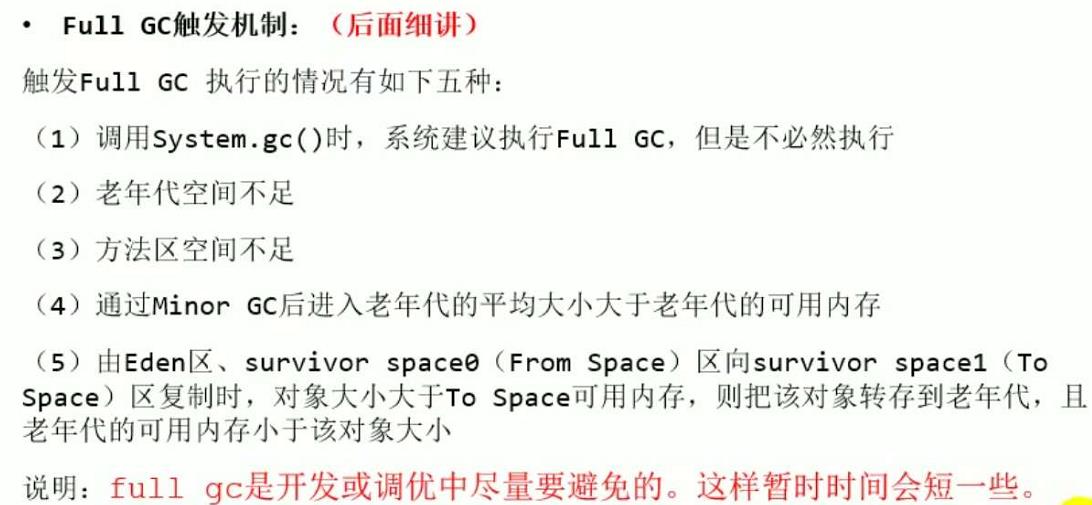 • Full GC触发机制：（后面细讲）
触发Full GC 执行的情况有如下五种：
（1）调用System.gc()时，系统建议执行Full GC，但是不必然执行
（2）老年代空间不足
（3）方法区空间不足
（4）通过Minor GC后进入老年代的平均大小大于老年代的可用内存
（5）由Eden区、survivor space0（From Space）区向survivor space1（To
Space）区复制时，对象大小大于To Space可用内存，则把该对象转存到老年代，且
老年代的可用内存小于该对象大小
说明：full gc是开发或调优中尽量要避免的。这样暂时时间会短一些。